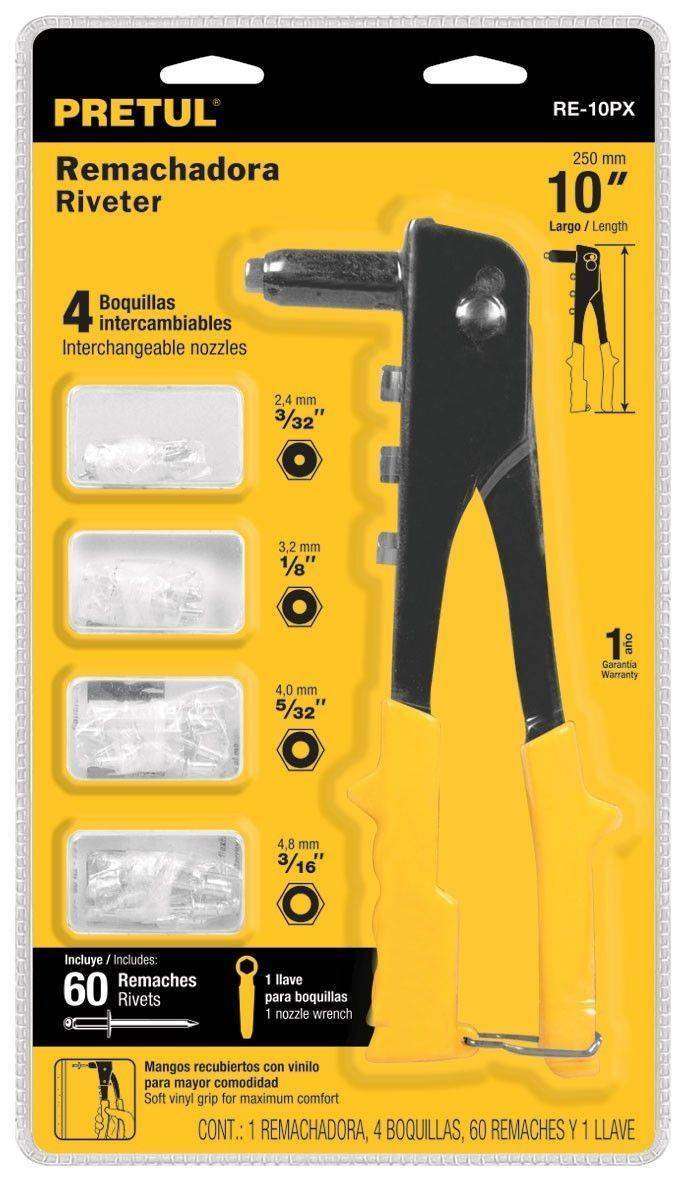 PRETUL®
RE-10PX
Remachadora
Riveter
250 mm
10"
Largo / Length
4 Boquillas
intercambiables
Interchangeable nozzles
2,4 mm
3/32"
3,2 mm
1/8"
4,0 mm
5/32"
4,8 mm
3/16"
1 año
Garantía
Warranty
Incluye / Includes:
60 Remaches
Rivets
1 llave
para boquillas
1 nozzle wrench
Mangos recubiertos con vinilo
para mayor comodidad
Soft vinyl grip for maximum comfort
CONT.: 1 REMACHADORA, 4 BOQUILLAS, 60 REMACHES Y 1 LLAVE